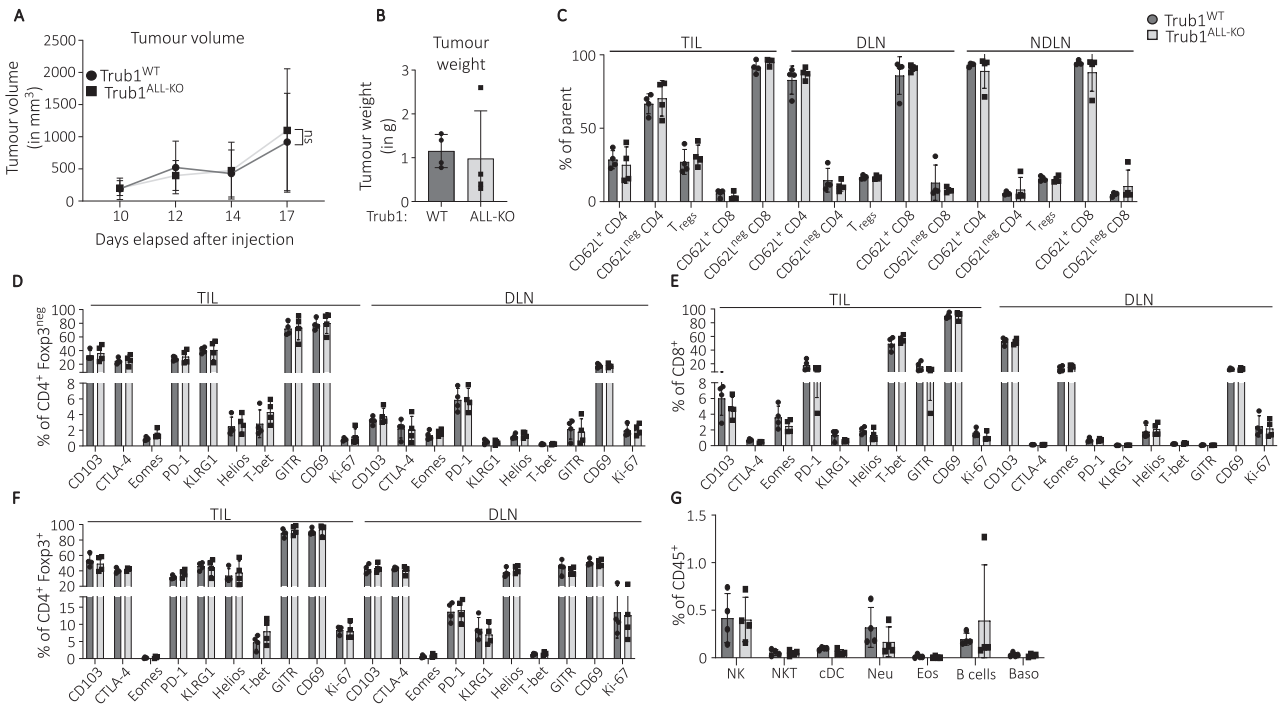 A
Tumour volume
Tumour volume
(in mm³)
2500
2000
1500
1000
500
0
Trub1ᵂᵀ
Trub1ᴬᴸᴸ⁻ᴷᴼ
ns
10 12 14 17
Days elapsed after injection
B
Tumour
weight
Tumour weight
(in g)
3
2
1
0
Trub1: WT ALL-KO
C
Trub1ᵂᵀ
Trub1ᴬᴸᴸ⁻ᴷᴼ
TIL DLN NDLN
% of parent
100
50
0
CD62L⁺ CD4
CD62Lⁿᵉᵍ CD4
Tregs
CD62L⁺ CD8
CD62Lⁿᵉᵍ CD8
CD62L⁺ CD4
CD62Lⁿᵉᵍ CD4
Tregs
CD62L⁺ CD8
CD62Lⁿᵉᵍ CD8
CD62L⁺ CD4
CD62Lⁿᵉᵍ CD4
Tregs
CD62L⁺ CD8
CD62Lⁿᵉᵍ CD8
D
TIL DLN
% of CD4⁺ Foxp3ⁿᵉᵍ
100
80
60
40
20
8
6
4
2
0
CD103
CTLA-4
Eomes
PD-1
KLRG1
Helios
T-bet
GITR
CD69
Ki-67
CD103
CTLA-4
Eomes
PD-1
KLRG1
Helios
T-bet
GITR
CD69
Ki-67
E
TIL DLN
% of CD8⁺
100
80
60
40
20
8
6
4
2
0
CD103
CTLA-4
Eomes
PD-1
KLRG1
Helios
T-bet
GITR
CD69
Ki-67
CD103
CTLA-4
Eomes
PD-1
KLRG1
Helios
T-bet
GITR
CD69
Ki-67
F
TIL DLN
% of CD4⁺ Foxp3⁺
100
80
60
40
20
15
10
5
0
CD103
CTLA-4
Eomes
PD-1
KLRG1
Helios
T-bet
GITR
CD69
Ki-67
CD103
CTLA-4
Eomes
PD-1
KLRG1
Helios
T-bet
GITR
CD69
Ki-67
G
% of CD45⁺
1.5
1.0
0.5
0
NK NKT cDC Neu Eos B cells Baso